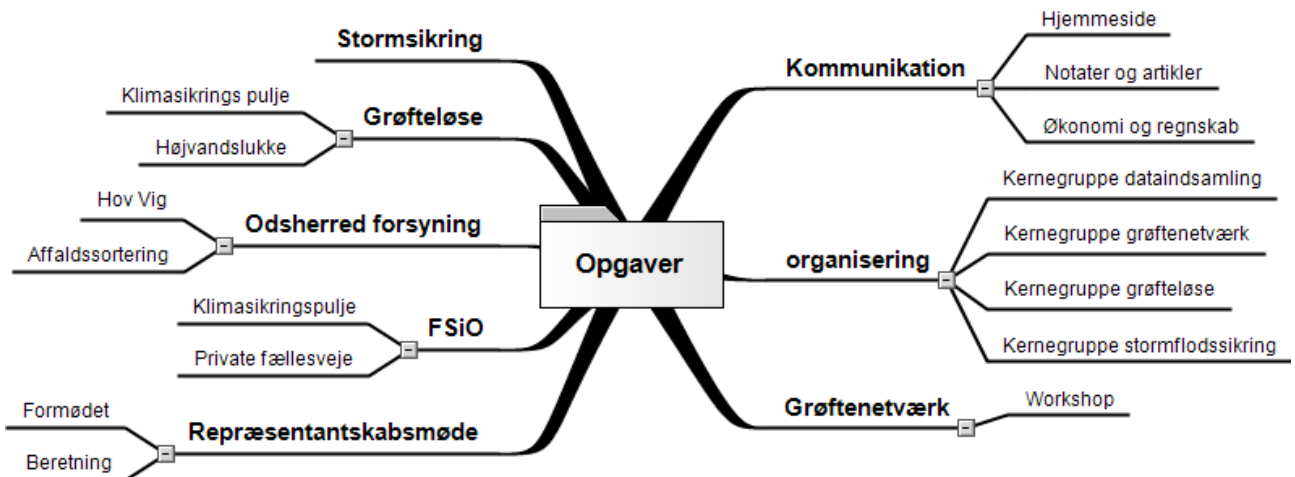 Opgaver
Stormsikring
Grøfteløse
Klimasikrings pulje
Højvandslukke
Odsherred forsyning
Hov Vig
Affaldssortering
FSiO
Klimasikringspulje
Private fællesveje
Repræsentantskabsmøde
Formødet
Beretning
Kommunikation
Hjemmeside
Notater og artikler
Økonomi og regnskab
organisering
Kernegruppe dataindsamling
Kernegruppe grøftenetværk
Kernegruppe grøfteløse
Kernegruppe stormflodssikring
Grøftenetværk
Workshop